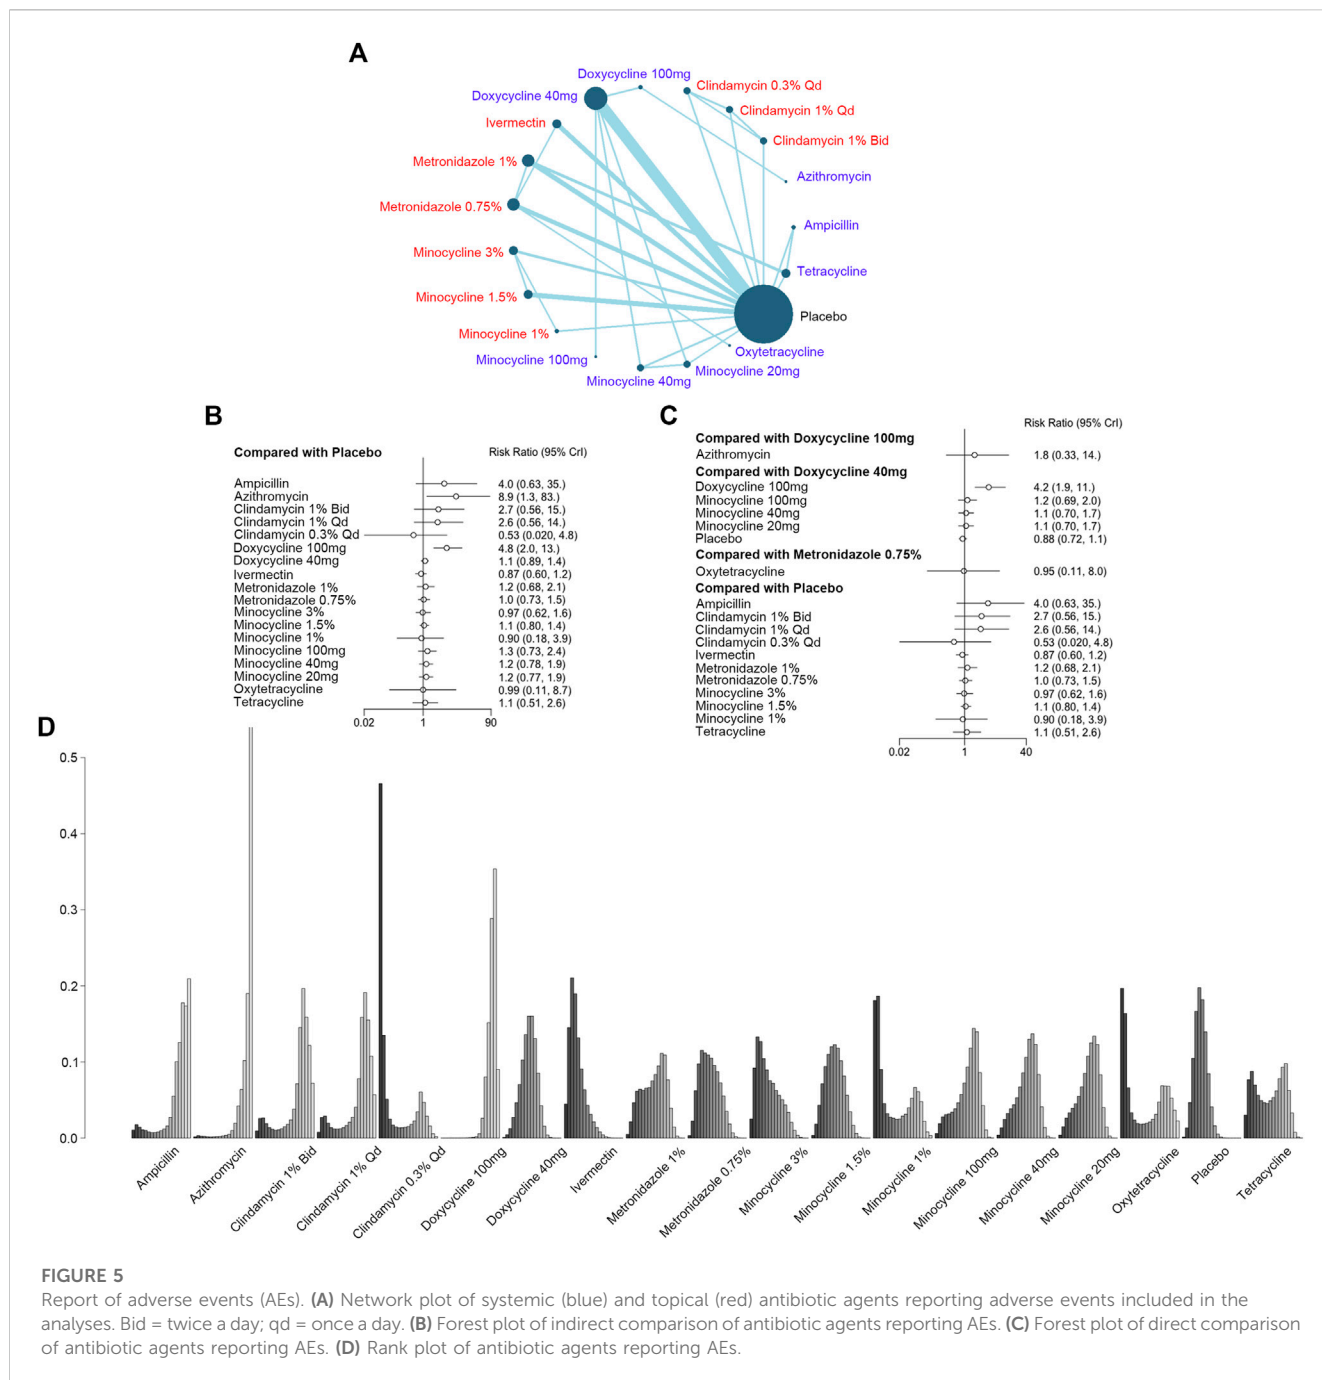 A
Doxycycline 100mg
Doxycycline 40mg
Clindamycin 0.3% Qd
Ivermectin
Clindamycin 1% Qd
Metronidazole 1%
Clindamycin 1% Bid
Azithromycin
Metronidazole 0.75%
Ampicillin
Minocycline 3%
Tetracycline
Minocycline 1.5%
Placebo
Minocycline 1%
Oxytetracycline
Minocycline 100mg
Minocycline 20mg
Minocycline 40mg
B
Compared with Placebo Risk Ratio (95% CrI)
Ampicillin 4.0 (0.63, 35.)
Azithromycin 8.9 (1.3, 83.)
Clindamycin 1% Bid 2.7 (0.56, 15.)
Clindamycin 1% Qd 2.6 (0.56, 14.)
Clindamycin 0.3% Qd 0.53 (0.020, 4.8)
Doxycycline 100mg 4.8 (2.0, 13.)
Doxycycline 40mg 1.1 (0.89, 1.4)
Ivermectin 0.87 (0.60, 1.2)
Metronidazole 1% 1.2 (0.68, 2.1)
Metronidazole 0.75% 1.0 (0.73, 1.5)
Minocycline 3% 0.97 (0.62, 1.6)
Minocycline 1.5% 1.1 (0.80, 1.4)
Minocycline 1% 0.90 (0.18, 3.9)
Minocycline 100mg 1.3 (0.73, 2.4)
Minocycline 40mg 1.2 (0.78, 1.9)
Minocycline 20mg 1.2 (0.77, 1.9)
Oxytetracycline 0.99 (0.11, 8.7)
Tetracycline 1.1 (0.51, 2.6)
0.02 1 90
C
Risk Ratio (95% CrI)
Compared with Doxycycline 100mg
Azithromycin 1.8 (0.33, 14.)
Compared with Doxycycline 40mg
Doxycycline 100mg 4.2 (1.9, 11.)
Minocycline 100mg 1.2 (0.69, 2.0)
Minocycline 40mg 1.1 (0.70, 1.7)
Minocycline 20mg 1.1 (0.70, 1.7)
Placebo 0.88 (0.72, 1.1)
Compared with Metronidazole 0.75%
Oxytetracycline 0.95 (0.11, 8.0)
Compared with Placebo
Ampicillin 4.0 (0.63, 35.)
Clindamycin 1% Bid 2.7 (0.56, 15.)
Clindamycin 1% Qd 2.6 (0.56, 14.)
Clindamycin 0.3% Qd 0.53 (0.020, 4.8)
Ivermectin 0.87 (0.60, 1.2)
Metronidazole 1% 1.2 (0.68, 2.1)
Metronidazole 0.75% 1.0 (0.73, 1.5)
Minocycline 3% 0.97 (0.62, 1.6)
Minocycline 1.5% 1.1 (0.80, 1.4)
Minocycline 1% 0.90 (0.18, 3.9)
Tetracycline 1.1 (0.51, 2.6)
0.02 1 40
D
0.5
0.4
0.3
0.2
0.1
0.0
Ampicillin
Azithromycin
Clindamycin 1% Bid
Clindamycin 1% Qd
Clindamycin 0.3% Qd
Doxycycline 100mg
Doxycycline 40mg
Ivermectin
Metronidazole 1%
Metronidazole 0.75%
Minocycline 3%
Minocycline 1.5%
Minocycline 1%
Minocycline 100mg
Minocycline 40mg
Minocycline 20mg
Oxytetracycline
Placebo
Tetracycline
FIGURE 5
Report of adverse events (AEs). (A) Network plot of systemic (blue) and topical (red) antibiotic agents reporting adverse events included in the
analyses. Bid = twice a day; qd = once a day. (B) Forest plot of indirect comparison of antibiotic agents reporting AEs. (C) Forest plot of direct comparison
of antibiotic agents reporting AEs. (D) Rank plot of antibiotic agents reporting AEs.